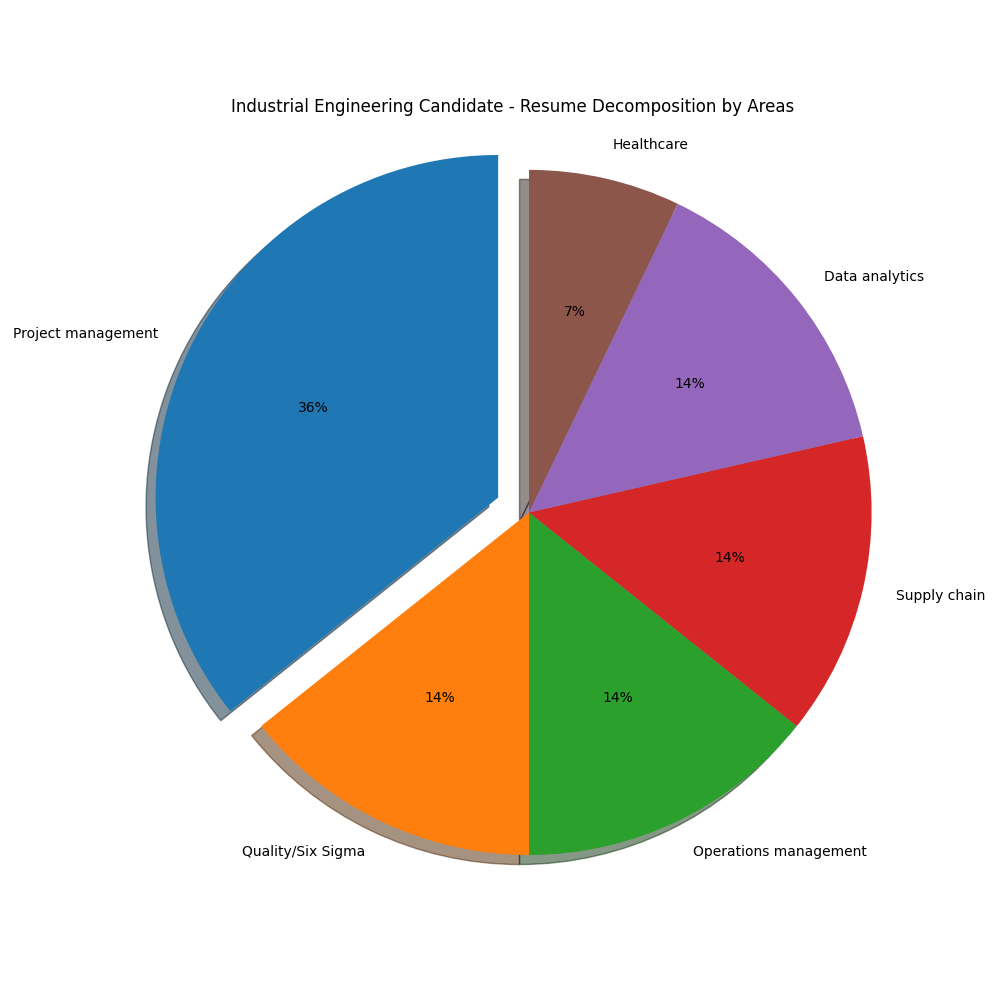 Industrial Engineering Candidate - Resume Decomposition by Areas
Healthcare
Data analytics
Project management
7%
14%
36%
14%
Supply chain
14%
14%
Quality/Six Sigma
Operations management